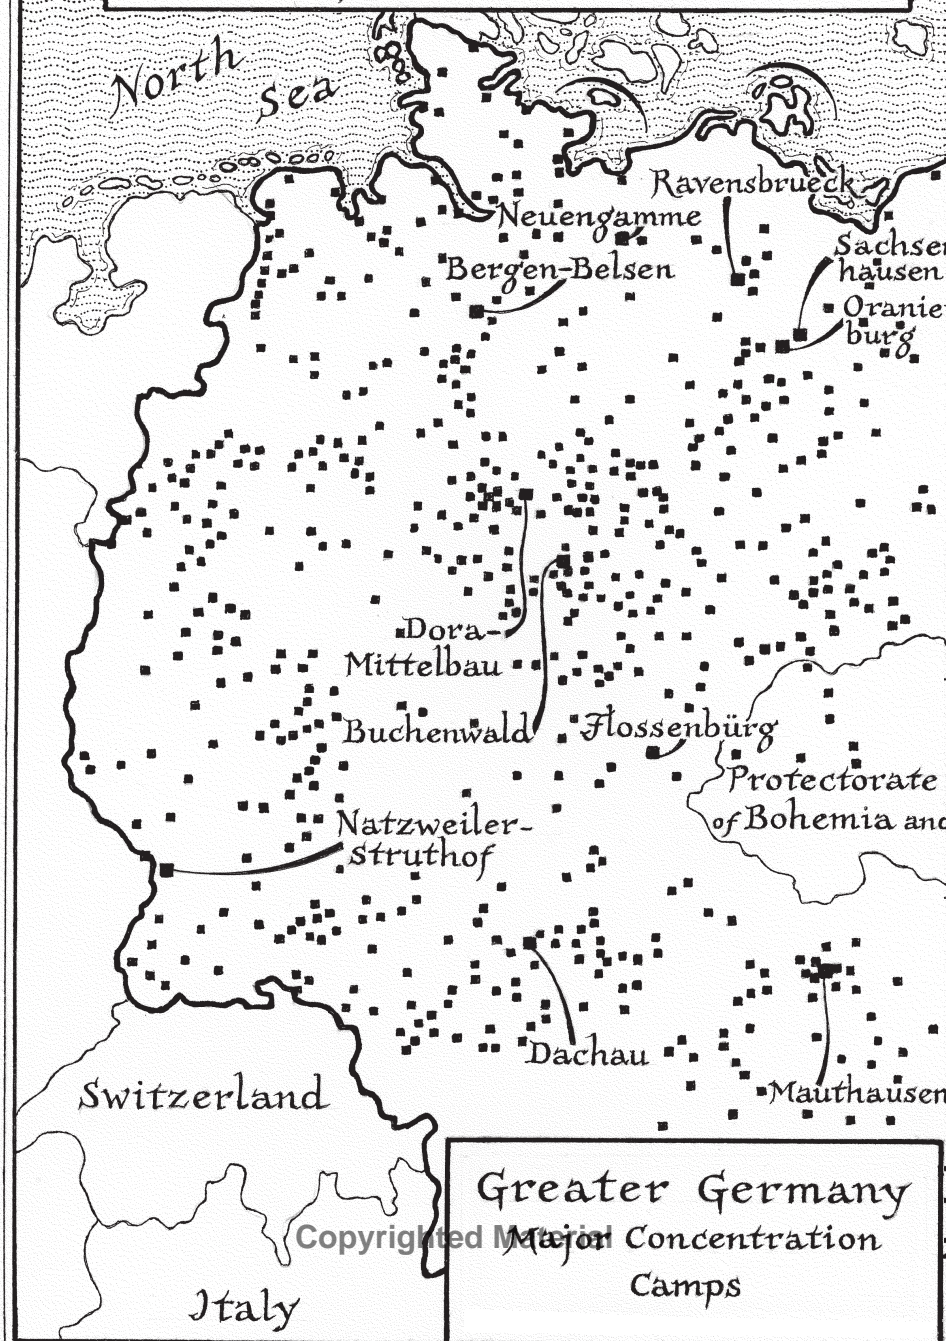 North
Sea
Ravensbrueck
Neuengamme
Sachsen
hausen
Bergen-Belsen
Oranie
burg
Dora-
Mittelbau
Buchenwald
Flossenbürg
Protectorate
of Bohemia and
Natzweiler-
Struthof
Dachau
Mauthausen
Switzerland
Italy
Greater Germany
Major Concentration
Camps
Copyrighted Material